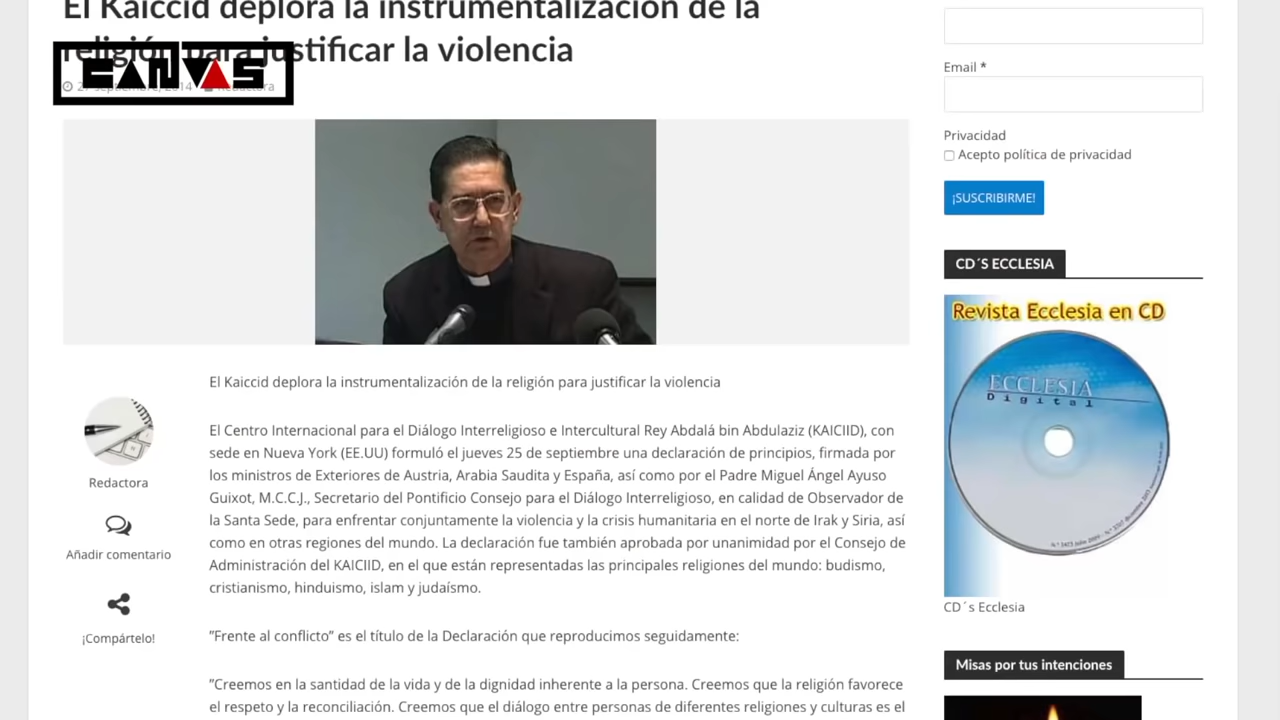 El Kaiccid deplora la instrumentalización de la
religión para justificar la violencia
CANVAS
27 septiembre, 2014 Redactora
El Kaiccid deplora la instrumentalización de la religión para justificar la violencia
El Centro Internacional para el Diálogo Interreligioso e Intercultural Rey Abdalá bin Abdulaziz (KAICIID), con
sede en Nueva York (EE.UU) formuló el jueves 25 de septiembre una declaración de principios, firmada por
los ministros de Exteriores de Austria, Arabia Saudita y España, así como por el Padre Miguel Ángel Ayuso
Guixot, M.C.C.J., Secretario del Pontificio Consejo para el Diálogo Interreligioso, en calidad de Observador de
la Santa Sede, para enfrentar conjuntamente la violencia y la crisis humanitaria en el norte de Irak y Siria, así
como en otras regiones del mundo. La declaración fue también aprobada por unanimidad por el Consejo de
Administración del KAICIID, en el que están representadas las principales religiones del mundo: budismo,
cristianismo, hinduismo, islam y judaísmo.
"Frente al conflicto" es el título de la Declaración que reproducimos seguidamente:
"Creemos en la santidad de la vida y de la dignidad inherente a la persona. Creemos que la religión favorece
el respeto y la reconciliación. Creemos que el diálogo entre personas de diferentes religiones y culturas es el
Redactora
Añadir comentario
¡Compártelo!
Email *
Privacidad
Acepto política de privacidad
¡SUSCRIBIRME!
CD´S ECCLESIA
Revista Ecclesia en CD
ECCLESIA
Digital
CD´s Ecclesia
Misas por tus intenciones